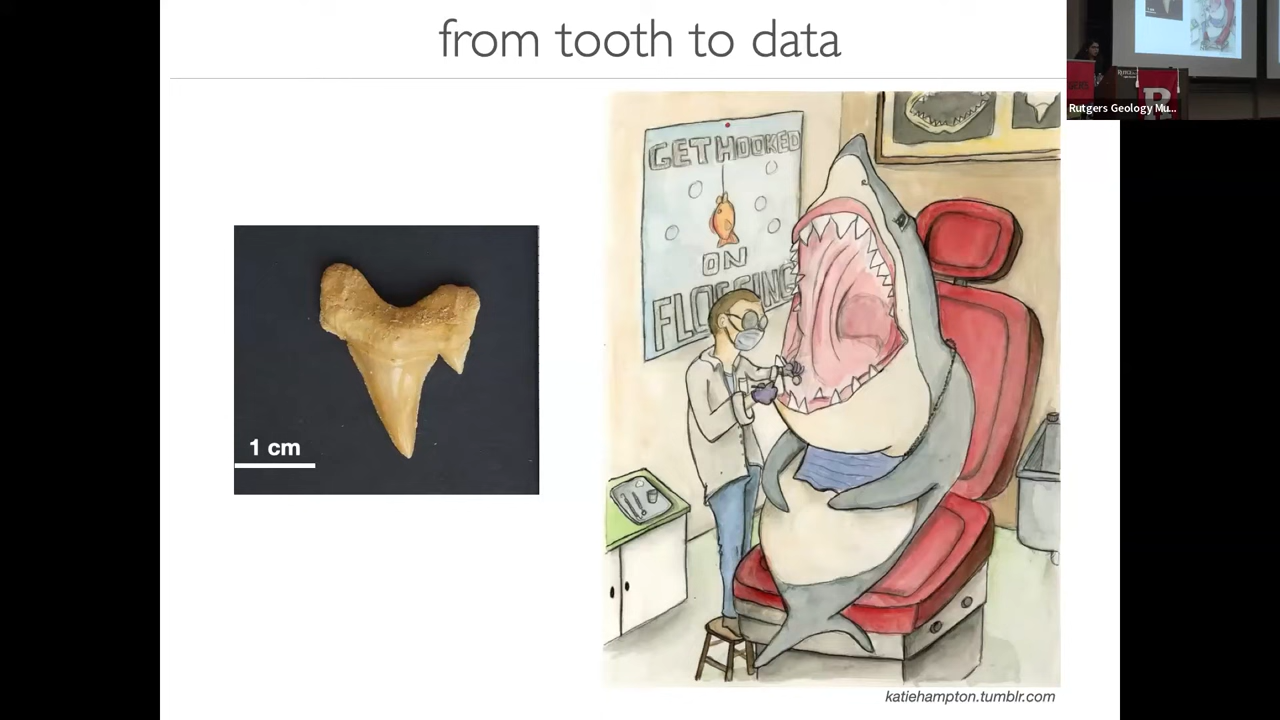 from tooth to data
GET HOOKED
ON
FLOSSING
1 cm
katiehampton.tumblr.com
Rutgers Geology Mu...
R